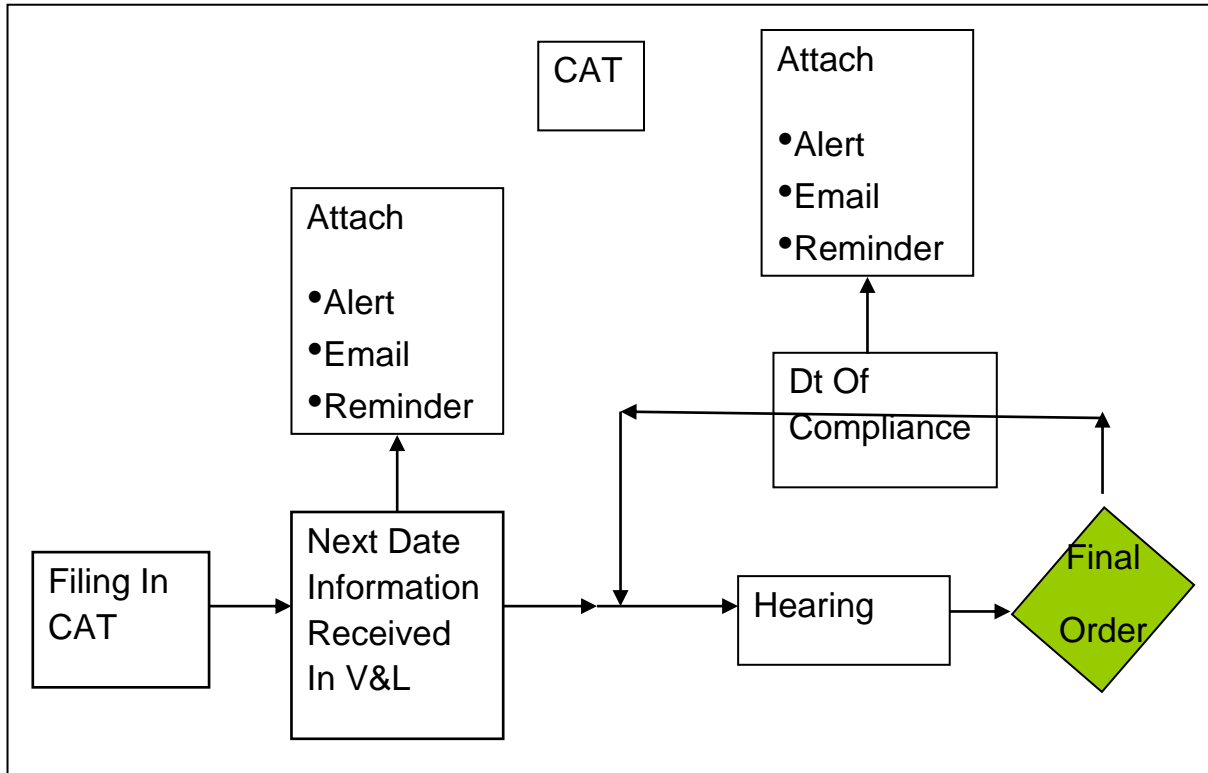 CAT
Attach
•Alert
•Email
•Reminder
Attach
•Alert
•Email
•Reminder
Dt Of
Compliance
Filing In
CAT
Next Date
Information
Received
In V&L
Hearing
Final
Order